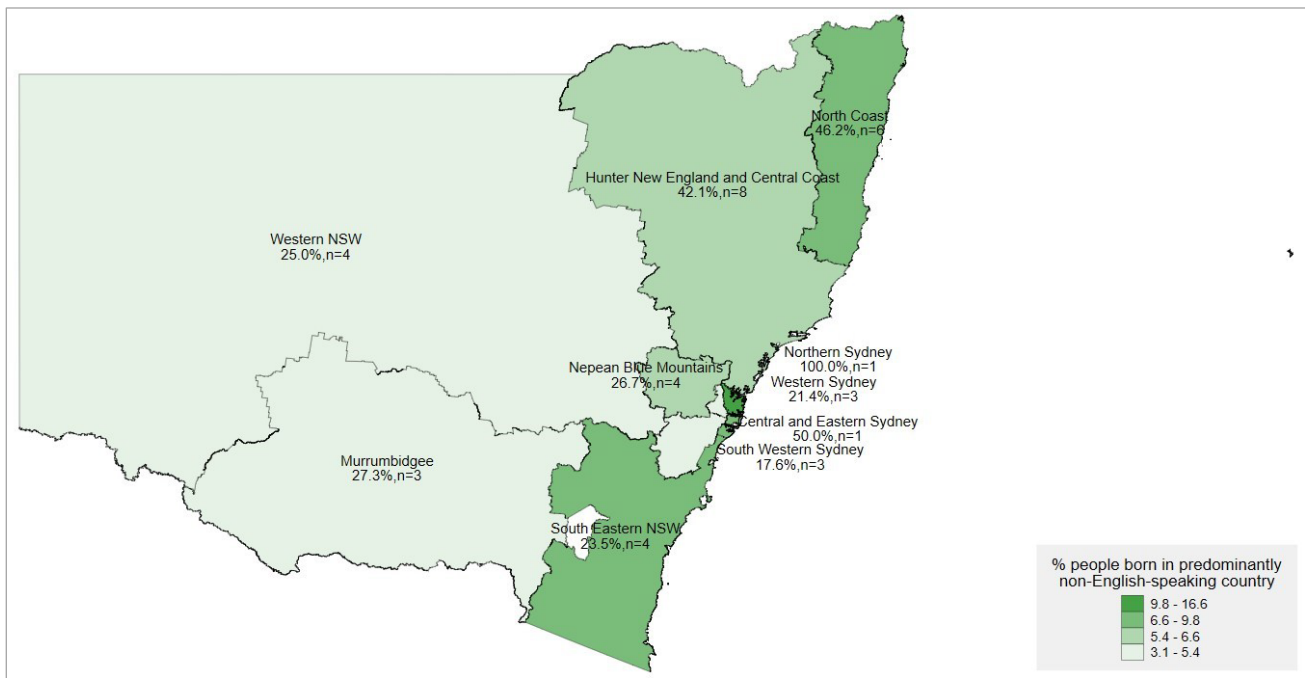 North Coast
46.2%,n=6
Hunter New England and Central Coast
42.1%,n=8
Western NSW
25.0%,n=4
Northern Sydney
100.0%,n=1
Nepean Blue Mountains
26.7%,n=4
Western Sydney
21.4%,n=3
Central and Eastern Sydney
50.0%,n=1
South Western Sydney
17.6%,n=3
Murrumbidgee
27.3%,n=3
South Eastern NSW
23.5%,n=4
% people born in predominantly
non-English-speaking country
9.8 - 16.6
6.6 - 9.8
5.4 - 6.6
3.1 - 5.4